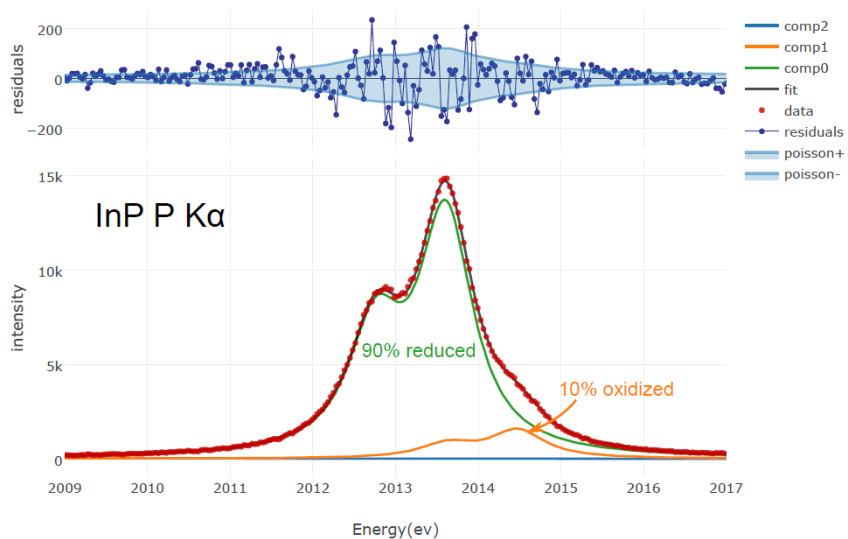 residuals
200
0
−200
comp2
comp1
comp0
fit
data
residuals
poisson+
poisson-
intensity
15k
10k
5k
0
InP P Kα
90% reduced
10% oxidized
2009 2010 2011 2012 2013 2014 2015 2016 2017
Energy(ev)